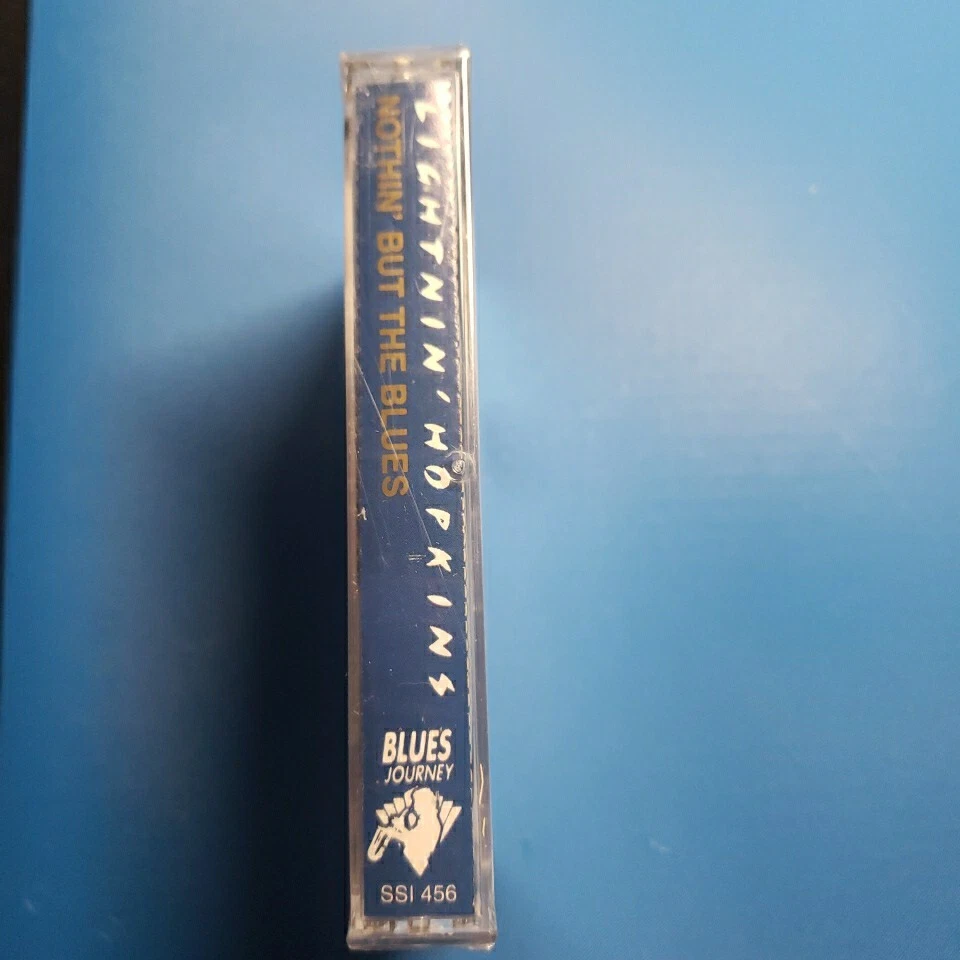 LIGHTNIN' HOPKINS
NOTHIN' BUT THE BLUES
BLUES
JOURNEY
SSI 456